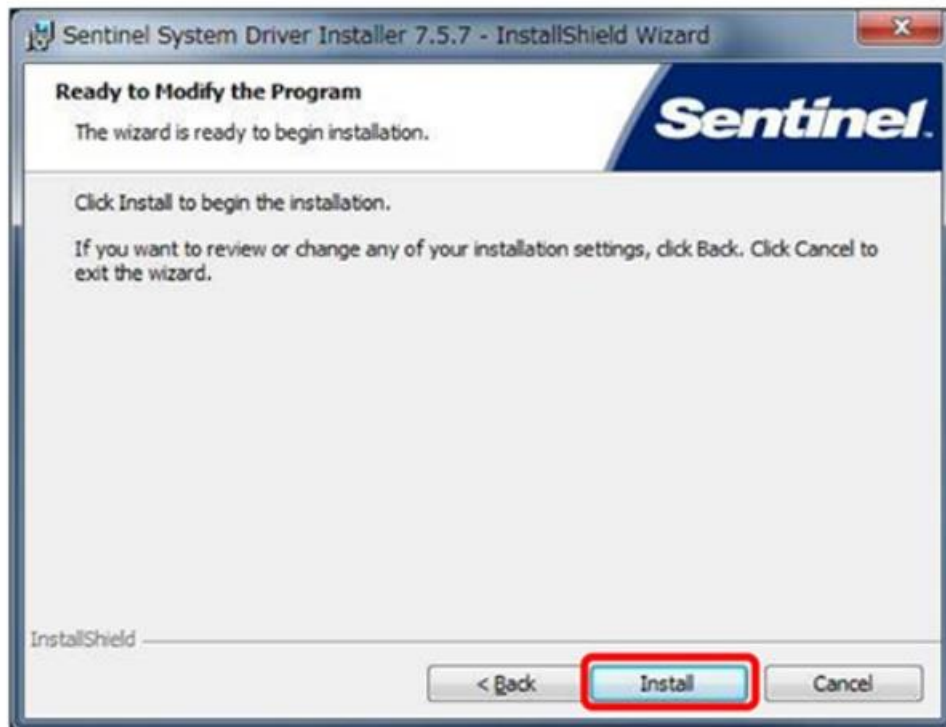 Sentinel System Driver Installer 7.5.7 - InstallShield Wizard
Ready to Modify the Program
The wizard is ready to begin installation.
Sentinel.
Click Install to begin the installation.
If you want to review or change any of your installation settings, click Back. Click Cancel to
exit the wizard.
InstallShield
< Back
Install
Cancel